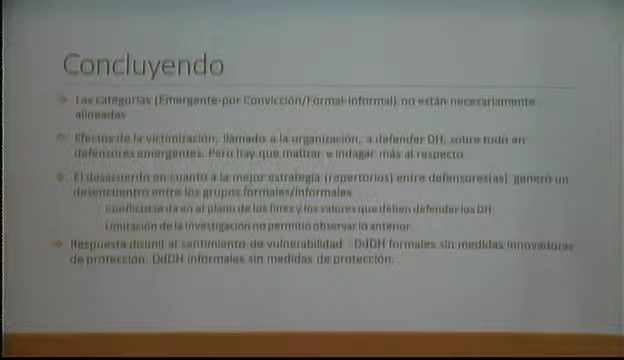 Concluyendo
Las categorías (Emergente-por Convicción/Formal-informal) no están necesariamente
alineadas
Efectos de la victimización, llamado a la organización, a defender DH, sobre todo en
defensores emergentes. Pero hay que matizar e indagar más al respecto
El desacuerdo en cuanto a la mejor estrategia (repertorios) entre defensores(as) generó un
desencuentro entre los grupos formales/informales
Conflicto se da en el plano de los fines y los valores que deben defender los DH
Limitación de la investigación no permitió observar lo anterior
Respuesta disímil al sentimiento de vulnerabilidad - DdDH formales sin medidas innovadoras
de protección. DdDH informales sin medidas de protección.